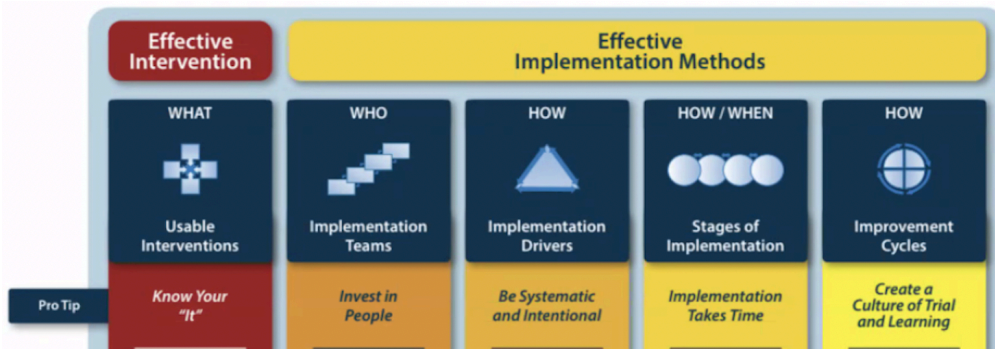 Effective
Intervention
Effective
Implementation Methods
WHAT
Usable
Interventions
WHO
Implementation
Teams
HOW
Implementation
Drivers
HOW / WHEN
Stages of
Implementation
HOW
Improvement
Cycles
Pro Tip
Know Your
"It"
Invest in
People
Be Systematic
and Intentional
Implementation
Takes Time
Create a
Culture of Trial
and Learning